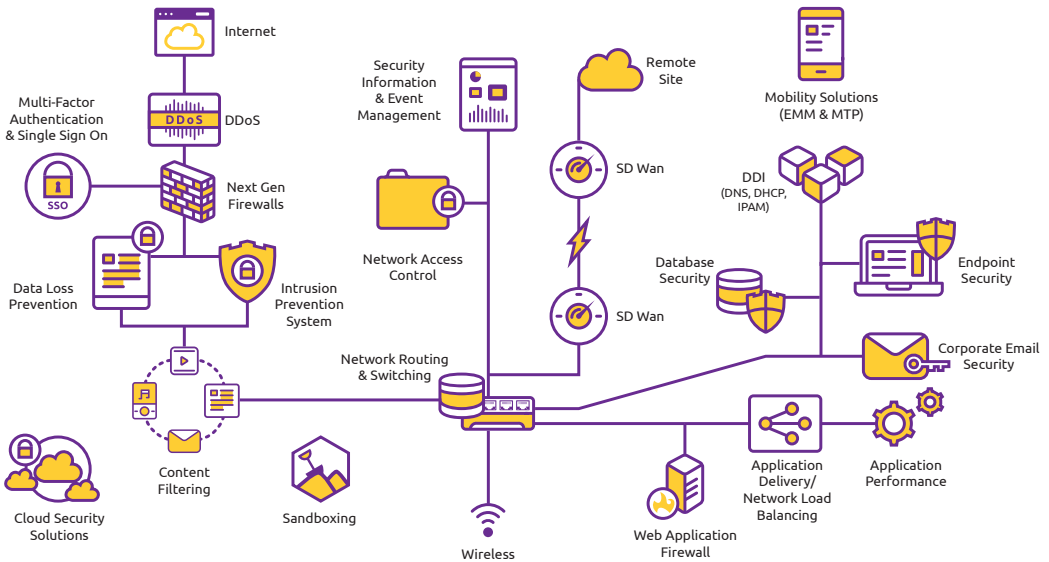 Internet
Multi-Factor
Authentication
& Single Sign On
DDoS
DDoS
SSO
Next Gen
Firewalls
Data Loss
Prevention
Intrusion
Prevention
System
Security
Information
& Event
Management
Network Access
Control
Remote
Site
SD Wan
SD Wan
Mobility Solutions
(EMM & MTP)
DDI
(DNS, DHCP,
IPAM)
Database
Security
Endpoint
Security
Corporate Email
Security
Network Routing
& Switching
Content
Filtering
Cloud Security
Solutions
Sandboxing
Wireless
Web Application
Firewall
Application
Delivery/
Network Load
Balancing
Application
Performance